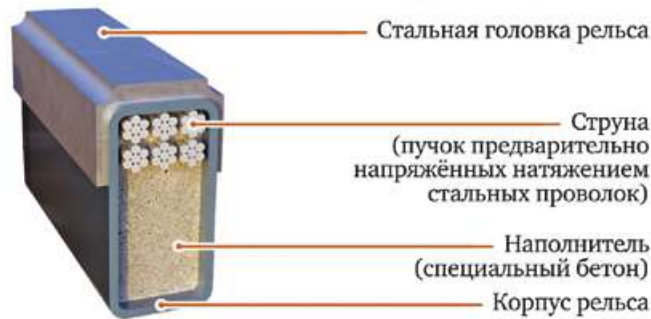 Стальная головка рельса
Струна
(пучок предварительно
напряжённых натяжением
стальных проволок)
Наполнитель
(специальный бетон)
Корпус рельса